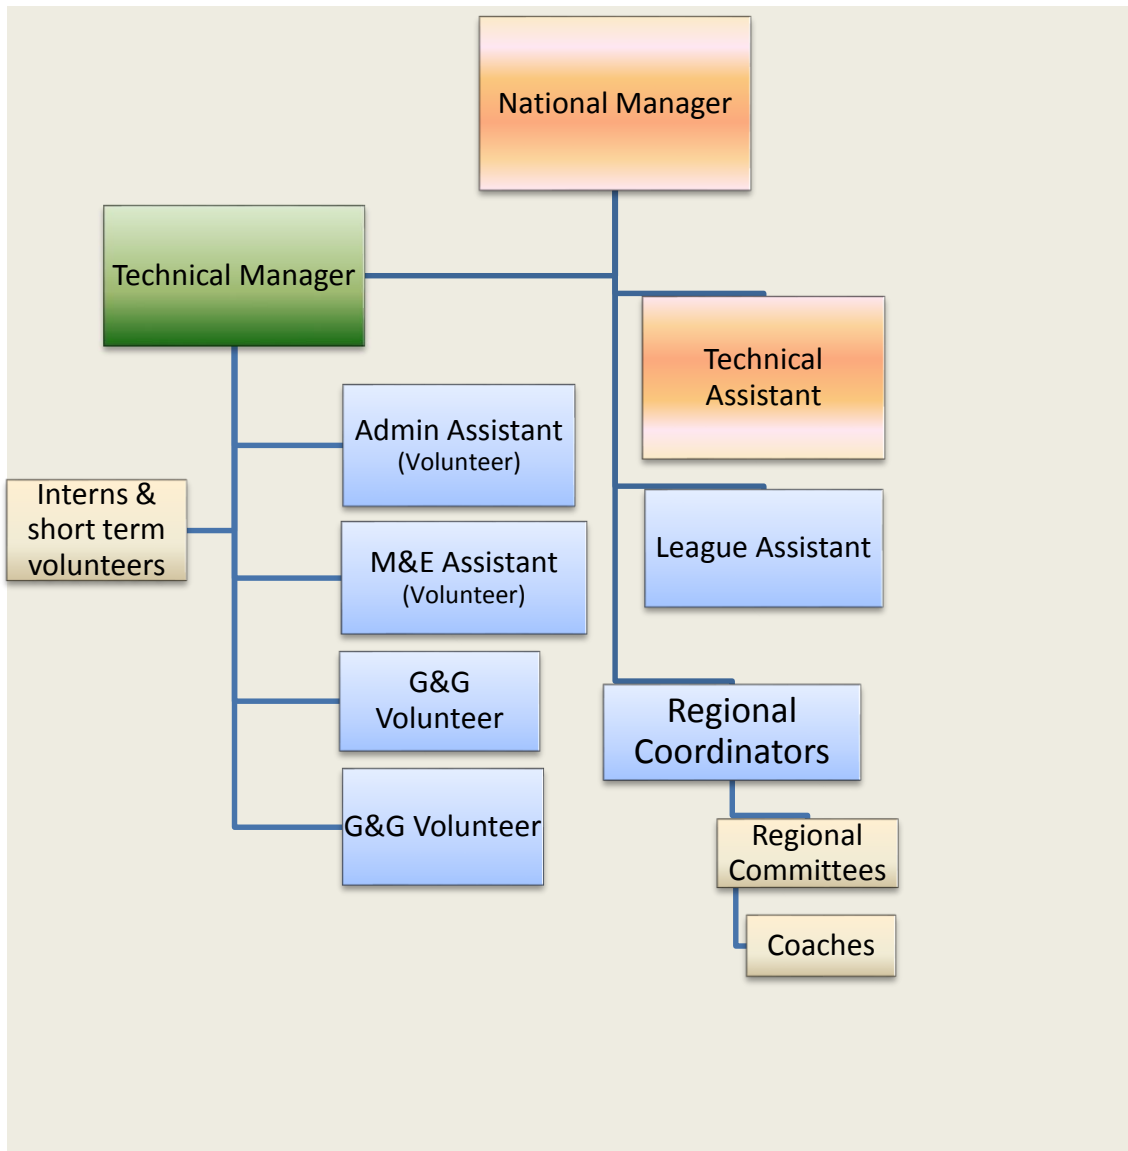 National Manager
Technical Manager
Technical
Assistant
Admin Assistant
(Volunteer)
Interns &
short term
volunteers
League Assistant
M&E Assistant
(Volunteer)
G&G
Volunteer
Regional
Coordinators
G&G Volunteer
Regional
Committees
Coaches